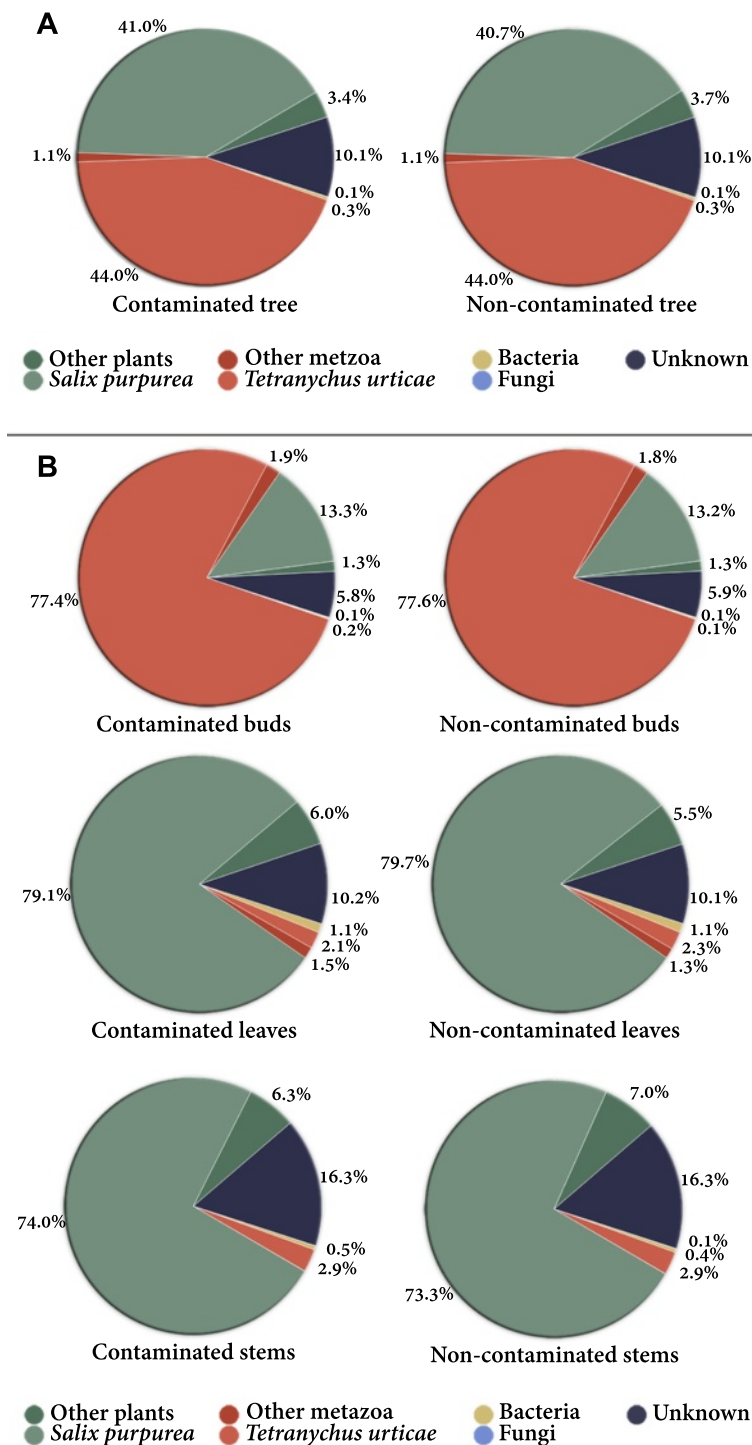 A
41.0%
40.7%
3.4%
3.7%
1.1%
10.1%
1.1%
10.1%
0.1%
0.3%
0.1%
0.3%
44.0%
44.0%
Contaminated tree
Non-contaminated tree
Other plants
Other metzoa
Bacteria
Unknown
Salix purpurea
Tetranychus urticae
Fungi
B
1.9%
1.8%
13.3%
13.2%
1.3%
1.3%
77.4%
5.8%
77.6%
5.9%
0.1%
0.2%
0.1%
0.1%
Contaminated buds
Non-contaminated buds
6.0%
5.5%
79.1%
79.7%
10.2%
10.1%
1.1%
2.1%
1.5%
1.1%
2.3%
1.3%
Contaminated leaves
Non-contaminated leaves
6.3%
7.0%
16.3%
16.3%
74.0%
0.5%
2.9%
0.1%
0.4%
2.9%
73.3%
Contaminated stems
Non-contaminated stems
Other plants
Other metazoa
Bacteria
Unknown
Salix purpurea
Tetranychus urticae
Fungi